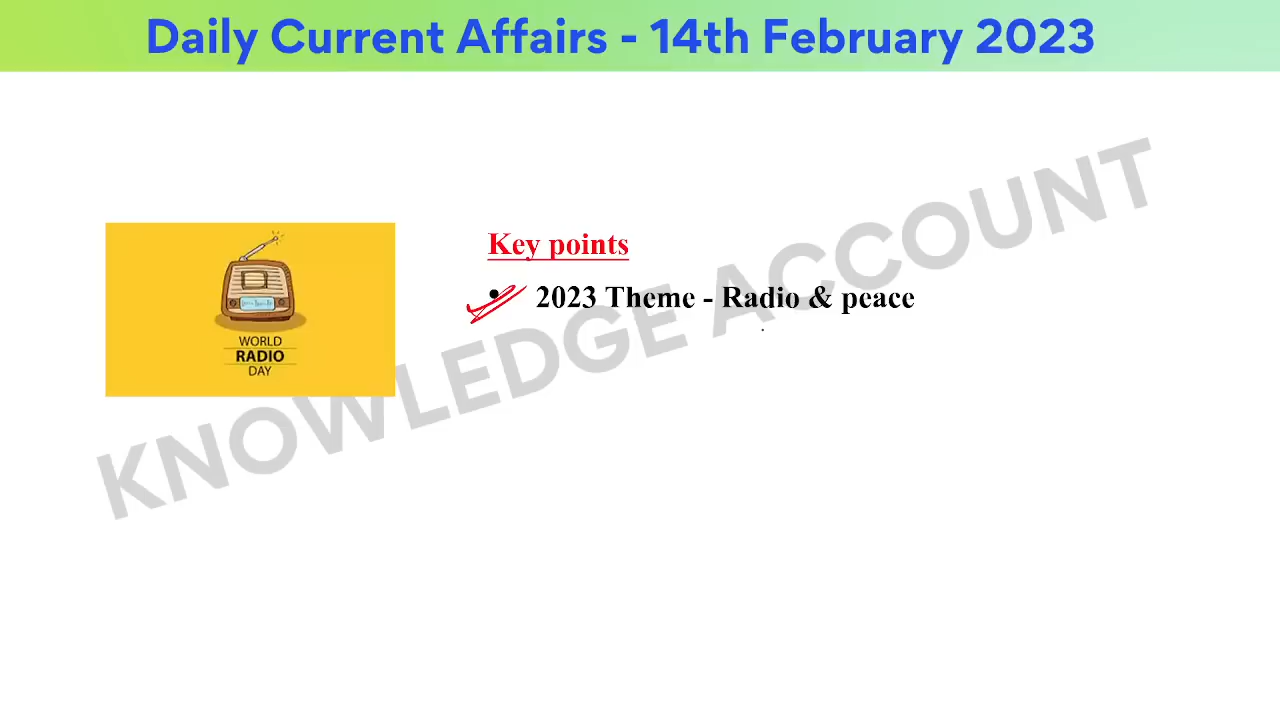 Daily Current Affairs - 14th February 2023
KNOWLEDGE ACCOUNT
WORLD
RADIO
DAY
Key points
• 2023 Theme - Radio & peace